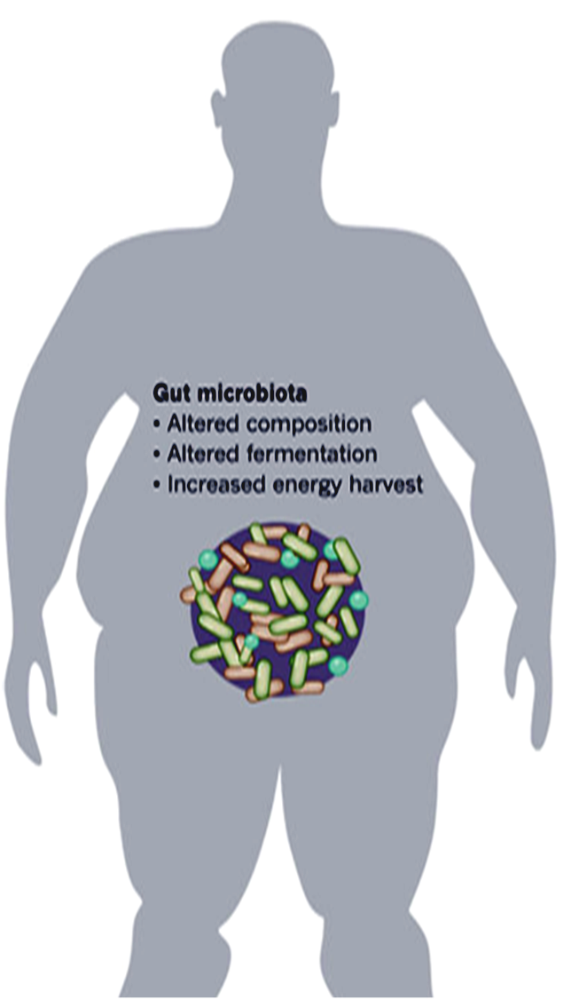 Gut microbiota
• Altered composition
• Altered fermentation
• Increased energy harvest